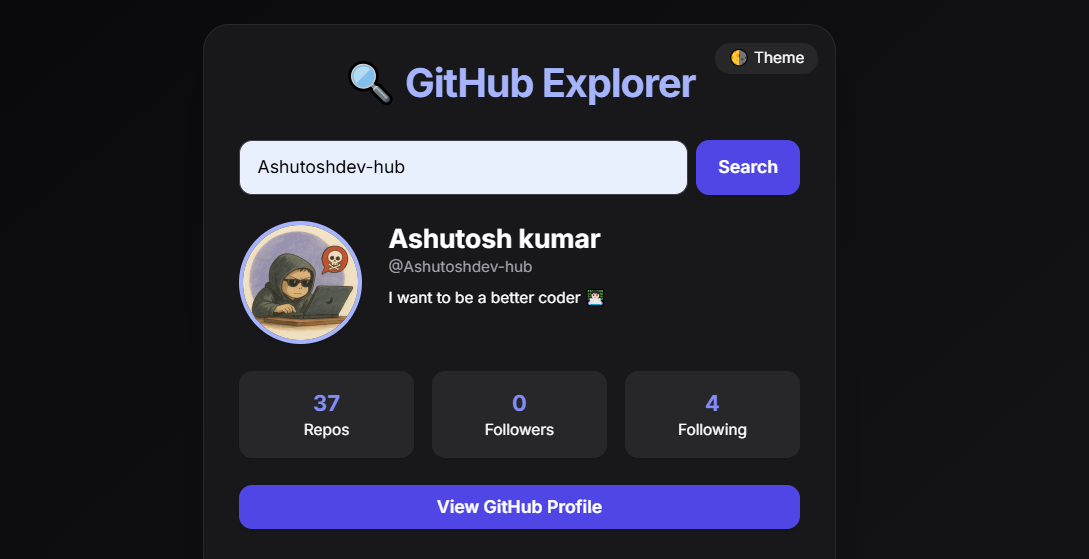 🌗 Theme
🔍 GitHub Explorer
Ashutoshdev-hub
Search
Ashutosh kumar
@Ashutoshdev-hub
I want to be a better coder 👨🏻‍💻
37
Repos
0
Followers
4
Following
View GitHub Profile